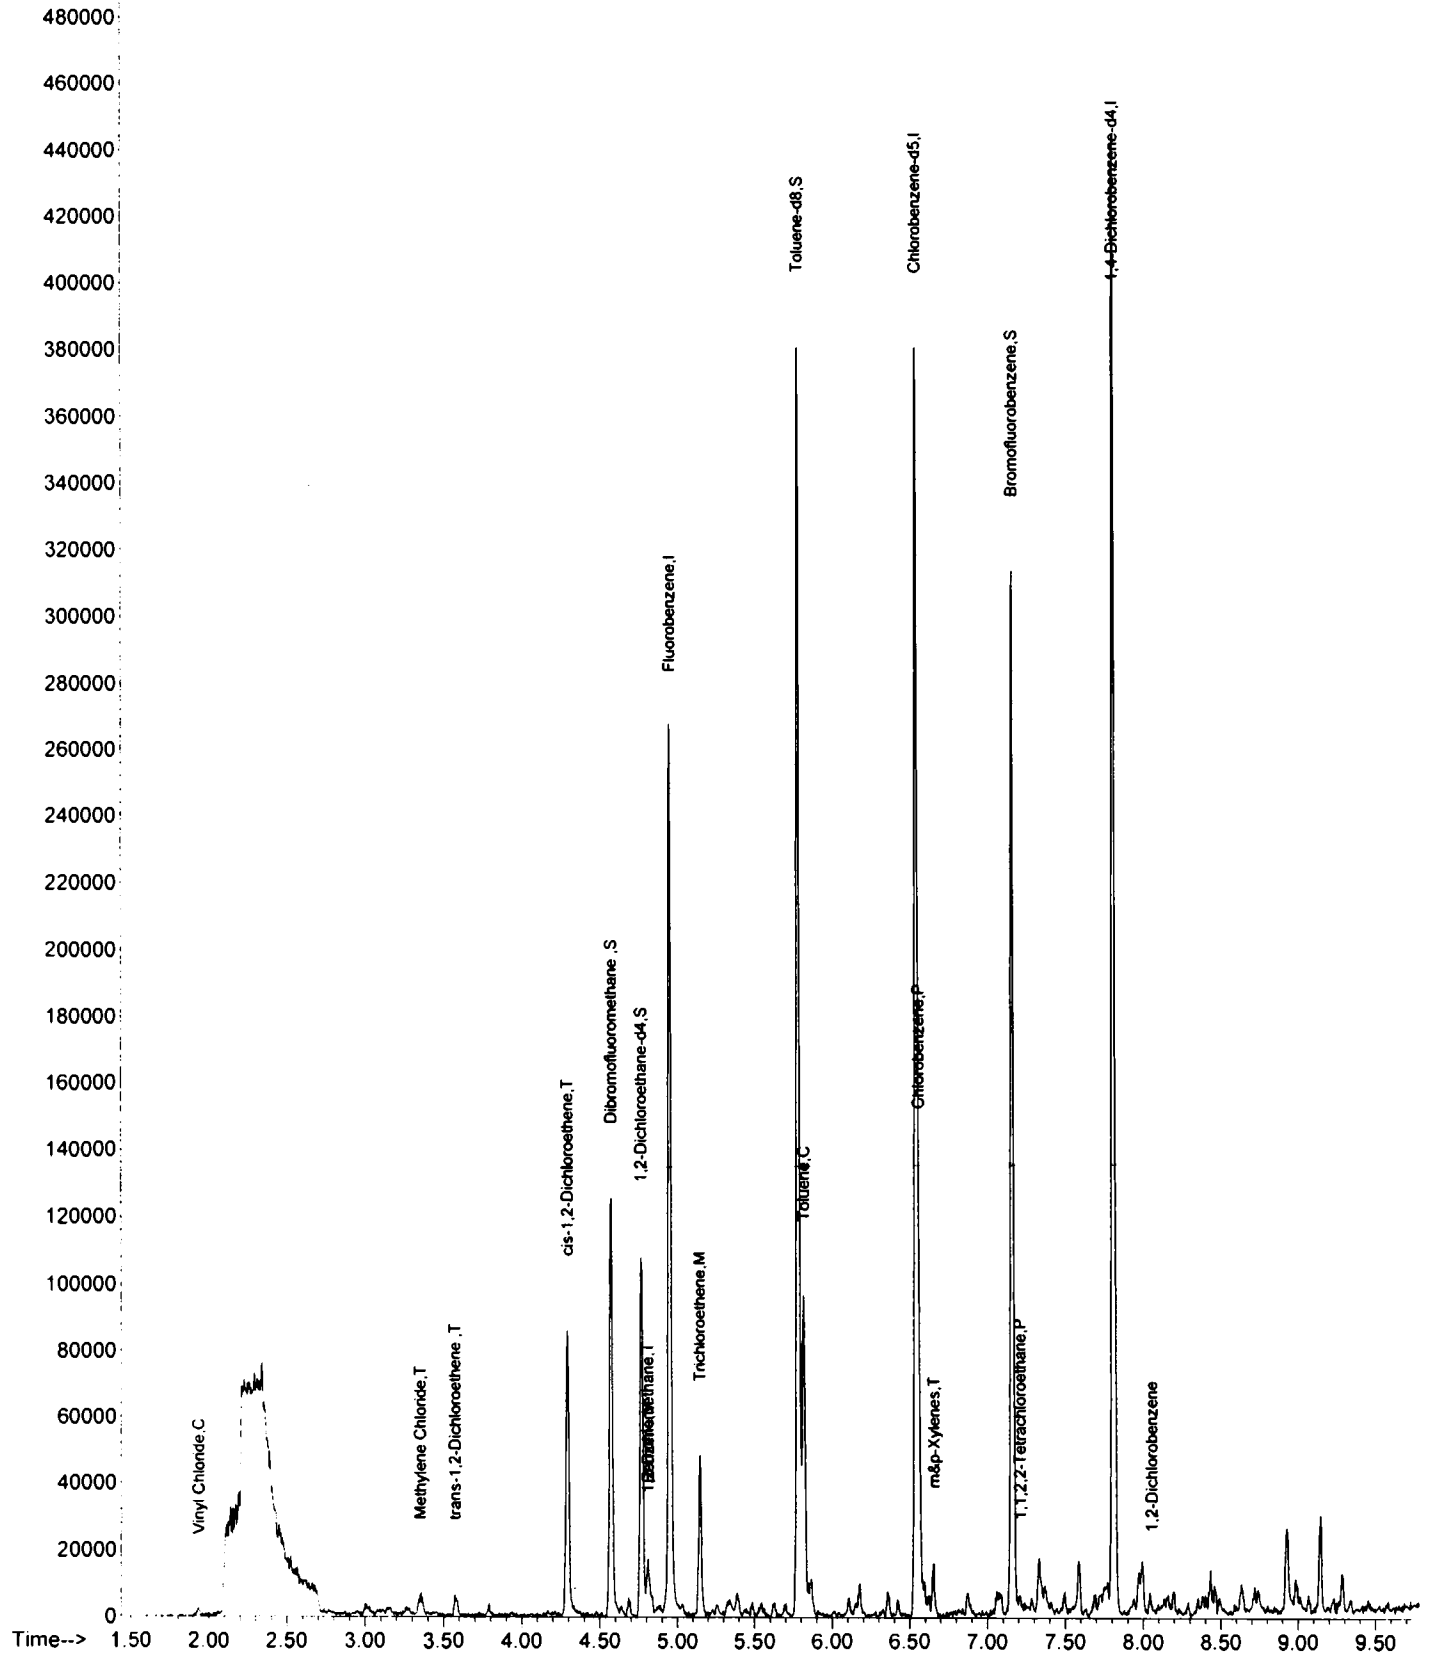 480000
460000
440000
420000
400000
380000
360000
340000
320000
300000
280000
260000
240000
220000
200000
180000
160000
140000
120000
100000
80000
60000
40000
20000
0
Time-->
1.50 2.00 2.50 3.00 3.50 4.00 4.50 5.00 5.50 6.00 6.50 7.00 7.50 8.00 8.50 9.00 9.50
Vinyl Chloride,C
Methylene Chloride,T
trans-1,2-Dichloroethene ,T
cis-1,2-Dichloroethene,T
Dibromofluoromethane ,S
1,2-Dichloroethane-d4,S
Fluorobenzene,I
Trichloroethene,M
Toluene-d8,S
Toluene,C
Chlorobenzene-d5,I
Chlorobenzene,P
m&p-Xylenes,T
Bromofluorobenzene,S
1,1,2,2-Tetrachloroethane,P
1,4-Dichlorobenzene-d4,I
1,2-Dichlorobenzene